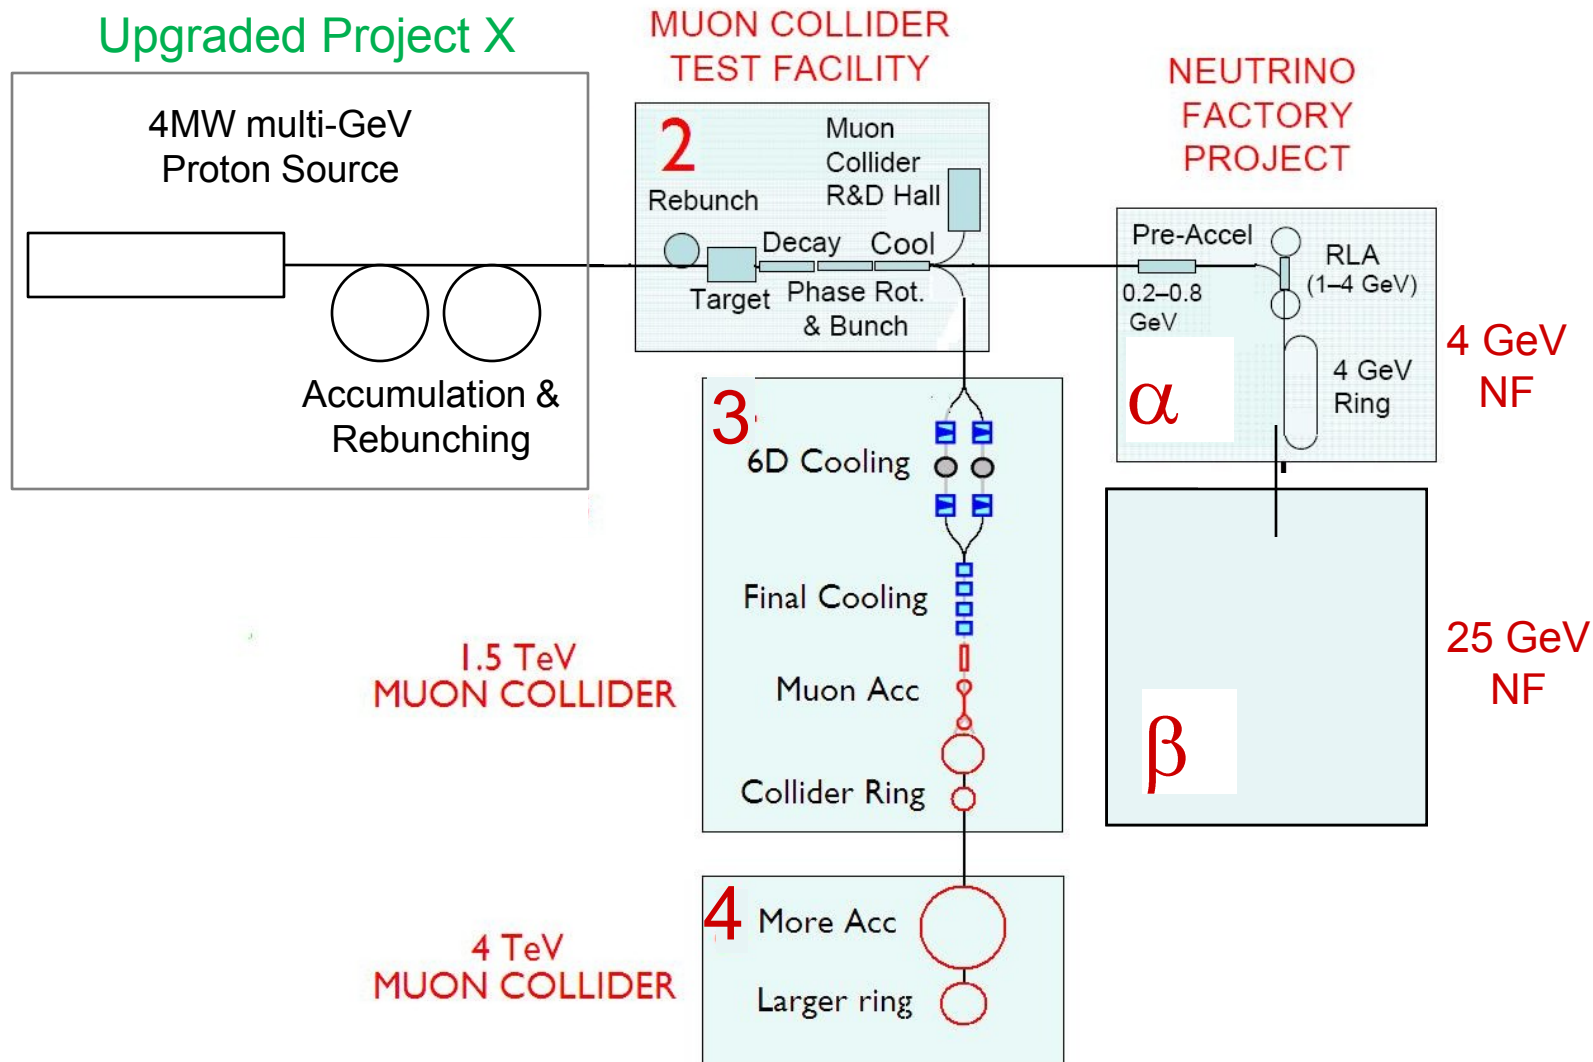 Upgraded Project X
4MW multi-GeV
Proton Source
Accumulation &
Rebunching
MUON COLLIDER
TEST FACILITY
2
Muon
Collider
R&D Hall
Rebunch
Decay
Cool
Target
Phase Rot.
& Bunch
NEUTRINO
FACTORY
PROJECT
Pre-Accel
RLA
(1–4 GeV)
0.2–0.8
GeV
α
4 GeV
Ring
4 GeV
NF
3
6D Cooling
Final Cooling
Muon Acc
Collider Ring
1.5 TeV
MUON COLLIDER
β
25 GeV
NF
4
More Acc
Larger ring
4 TeV
MUON COLLIDER